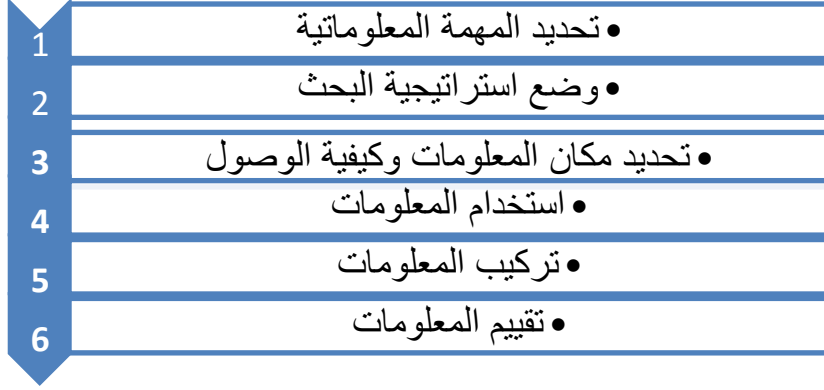 1 • تحديد المهمة المعلوماتية
2 • وضع استراتيجية البحث
3 • تحديد مكان المعلومات وكيفية الوصول
4 • استخدام المعلومات
5 • تركيب المعلومات
6 • تقييم المعلومات